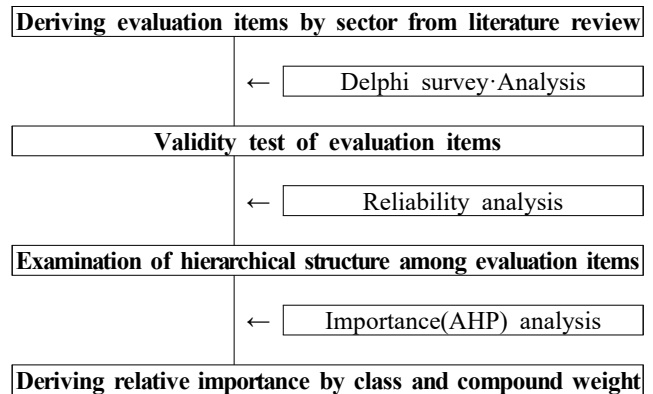 Deriving evaluation items by sector from literature review
← Delphi survey·Analysis
Validity test of evaluation items
← Reliability analysis
Examination of hierarchical structure among evaluation items
← Importance(AHP) analysis
Deriving relative importance by class and compound weight